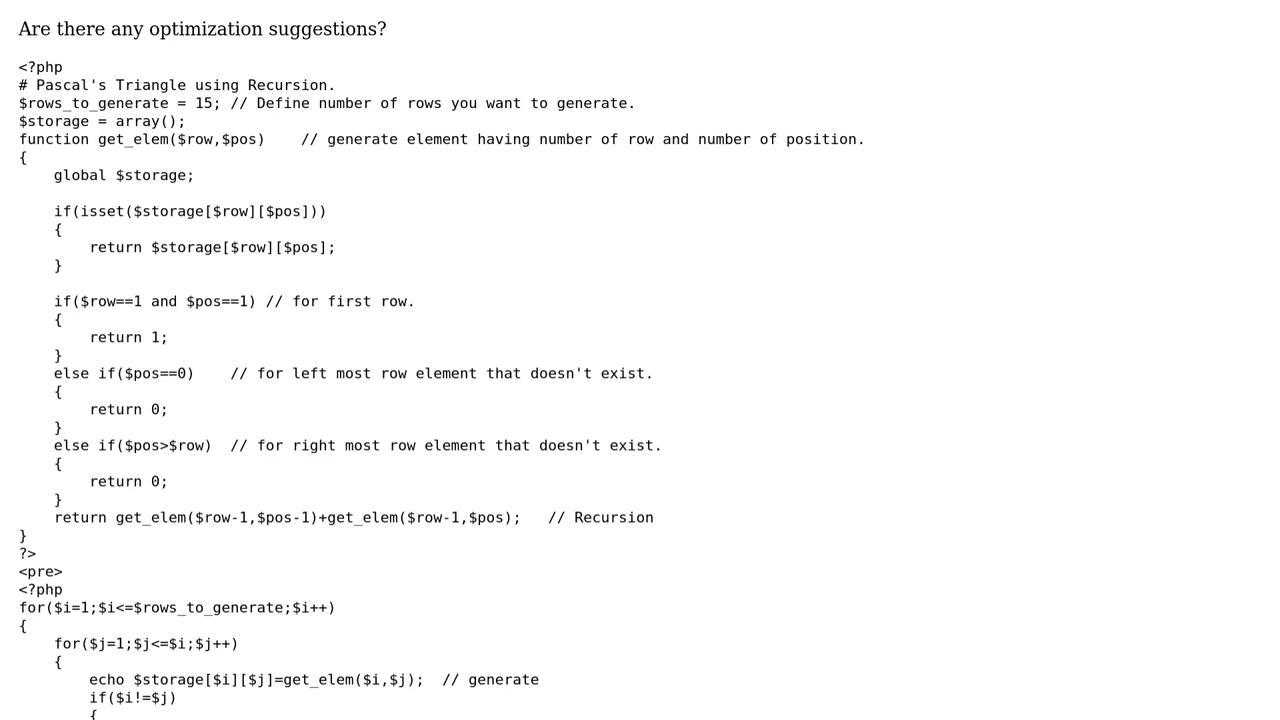 Are there any optimization suggestions?
<?php
# Pascal's Triangle using Recursion.
$rows_to_generate = 15; // Define number of rows you want to generate.
$storage = array();
function get_elem($row,$pos)    // generate element having number of row and number of position.
{
    global $storage;
    if(isset($storage[$row][$pos]))
    {
        return $storage[$row][$pos];
    }
    if($row==1 and $pos==1) // for first row.
    {
        return 1;
    }
    else if($pos==0)    // for left most row element that doesn't exist.
    {
        return 0;
    }
    else if($pos>$row)  // for right most row element that doesn't exist.
    {
        return 0;
    }
    return get_elem($row-1,$pos-1)+get_elem($row-1,$pos);   // Recursion
}
?>
<pre>
<?php
for($i=1;$i<=$rows_to_generate;$i++)
{
    for($j=1;$j<=$i;$j++)
    {
        echo $storage[$i][$j]=get_elem($i,$j);  // generate
        if($i!=$j)
        {